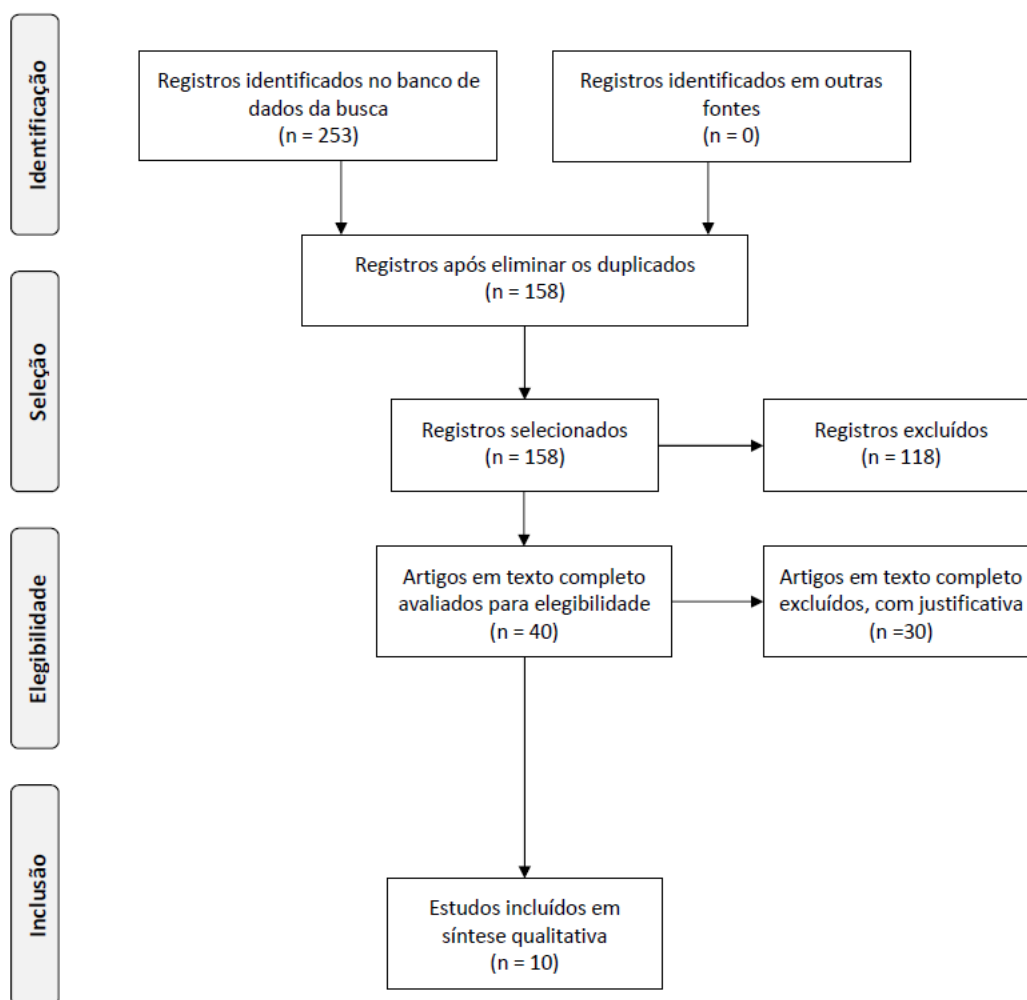 Identificação
Registros identificados no banco de
dados da busca
(n = 253)
Registros identificados em outras
fontes
(n = 0)
Seleção
Registros após eliminar os duplicados
(n = 158)
Registros selecionados
(n = 158)
Registros excluídos
(n = 118)
Elegibilidade
Artigos em texto completo
avaliados para elegibilidade
(n = 40)
Artigos em texto completo
excluídos, com justificativa
(n =30)
Inclusão
Estudos incluídos em
síntese qualitativa
(n = 10)